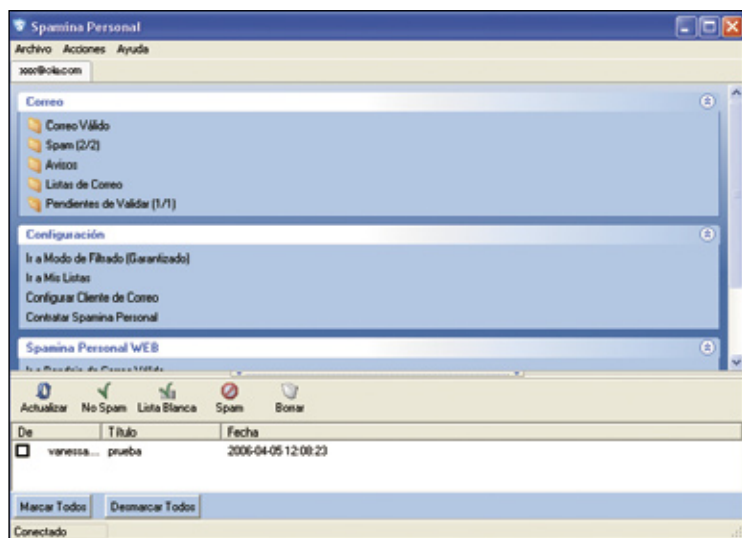 Spamina Personal
Archivo Acciones Ayuda
Correo
Correo Válido
Spam (2/2)
Avisos
Listas de Correo
Pendientes de Validar (1/1)
Configuración
Ir a Modo de Filtrado (Garantizado)
Ir a Mis Listas
Configurar Cliente de Correo
Contratar Spamina Personal
Spamina Personal WEB
Actualizar No Spam Lista Blanca Spam Borrar
De Título Fecha
vanessa... prueba 2006-04-05 12:08:23
Marcar Todos Desmarcar Todos
Conectado